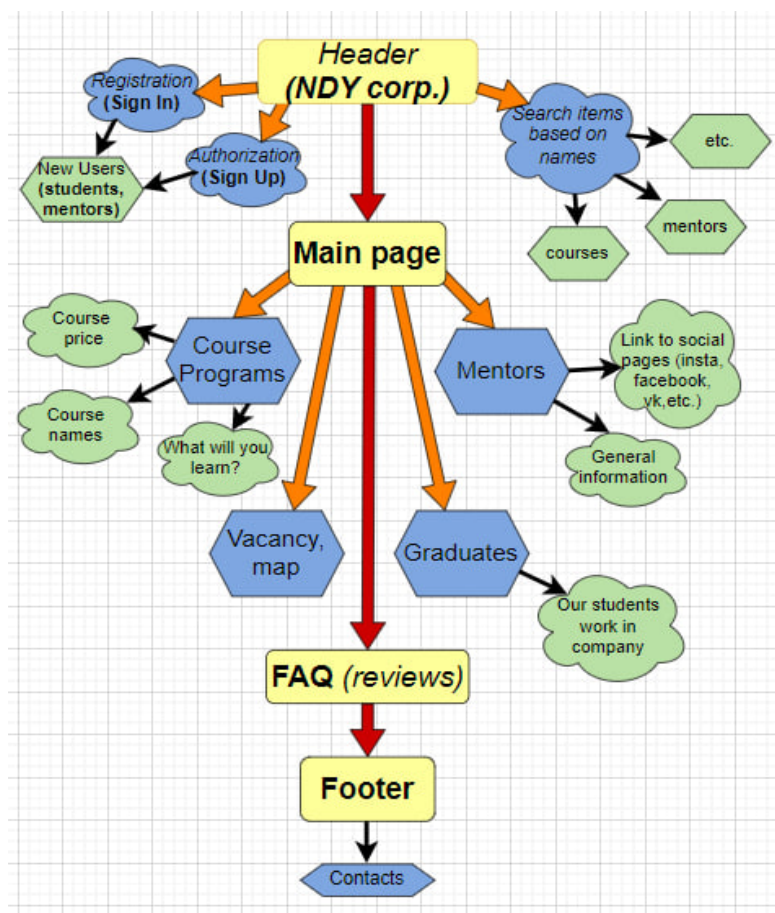 Header
(NDY corp.)
Registration
(Sign In)
Authorization
(Sign Up)
New Users
(students,
mentors)
Search items
based on
names
etc.
mentors
courses
Main page
Course
price
Course
Programs
Course
names
What will you
learn?
Mentors
Link to social
pages (insta,
facebook,
vk,etc.)
General
information
Vacancy,
map
Graduates
Our students
work in
company
FAQ (reviews)
Footer
Contacts